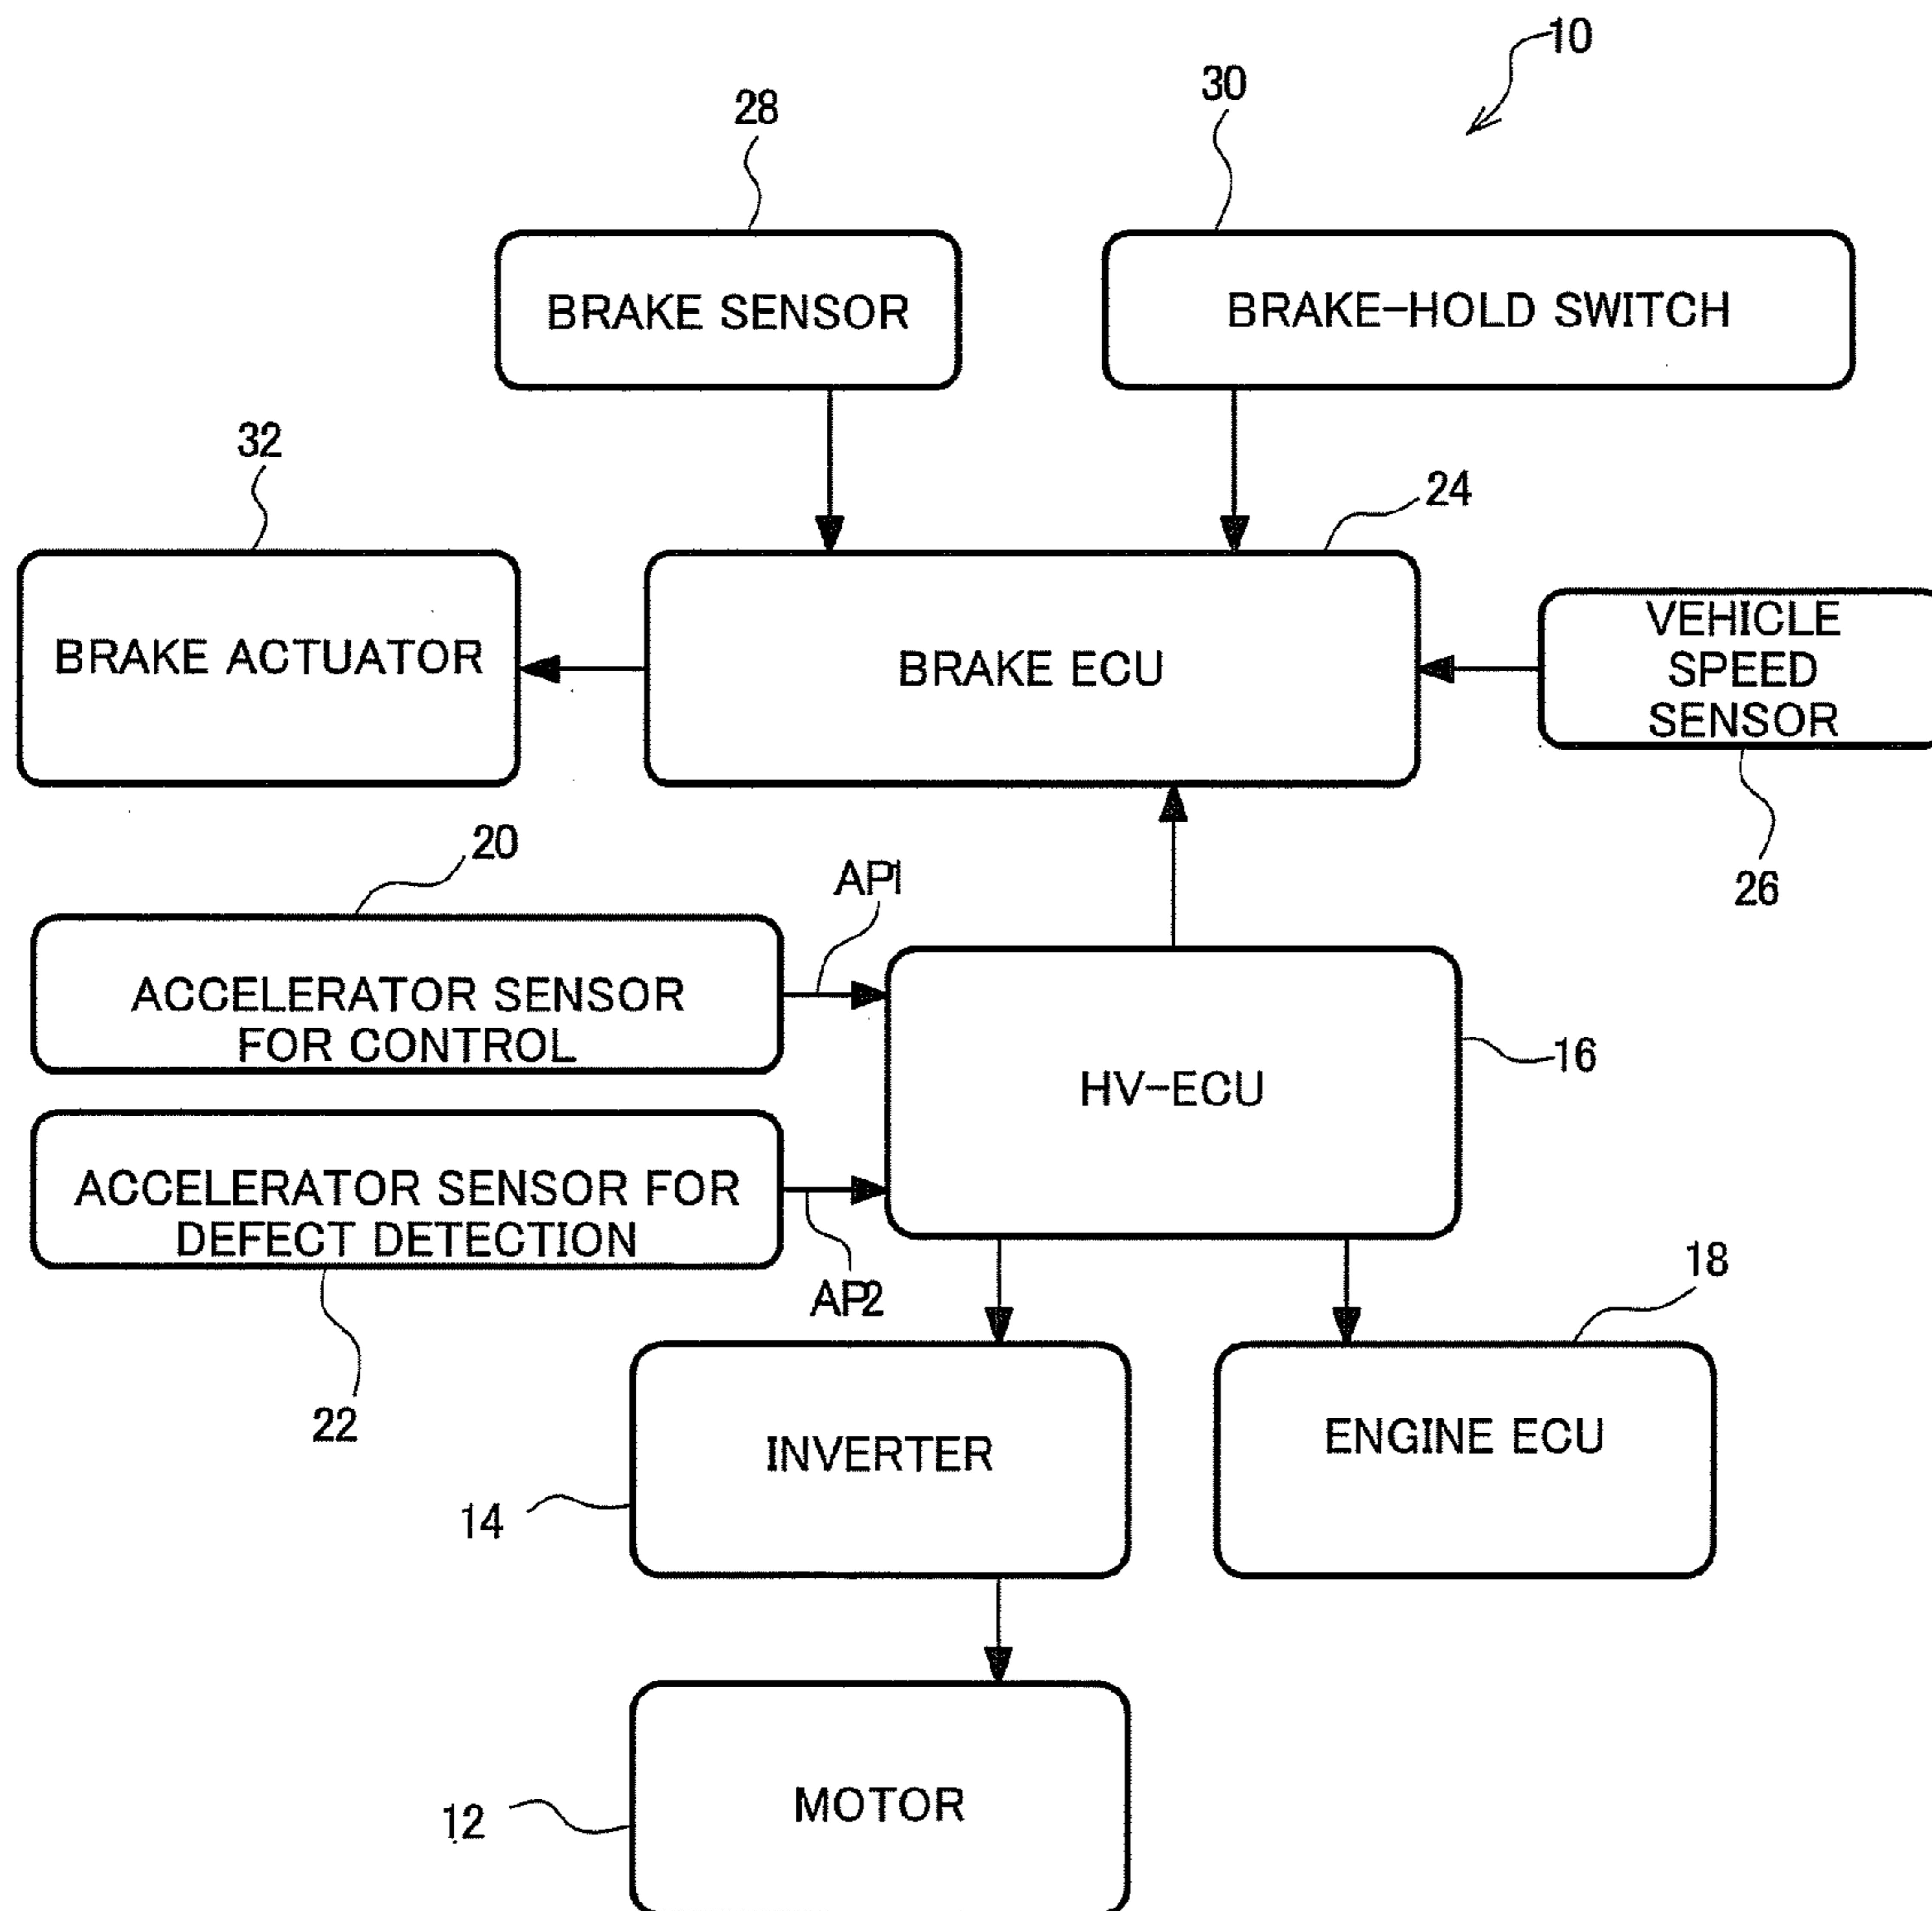 10
30
28
BRAKE SENSOR
BRAKE-HOLD SWITCH
32
24
BRAKE ACTUATOR
BRAKE ECU
VEHICLE
SPEED
SENSOR
26
20
AP1
ACCELERATOR SENSOR
FOR CONTROL
HV-ECU
16
ACCELERATOR SENSOR FOR
DEFECT DETECTION
AP2
22
18
INVERTER
ENGINE ECU
14
MOTOR
12